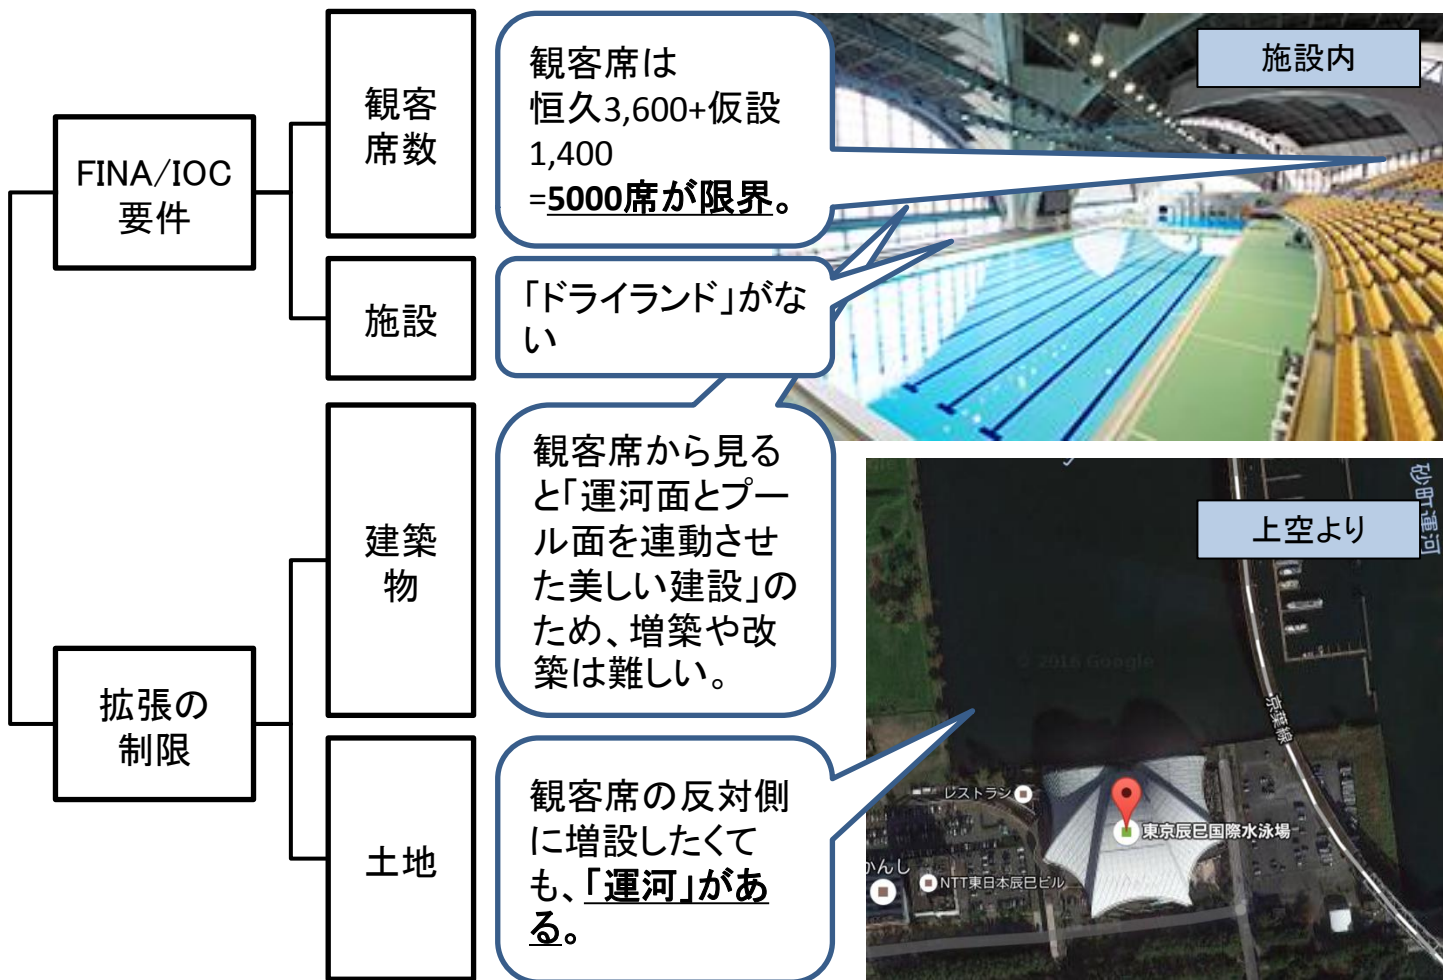 FINA/IOC
要件
観客
席数
観客席は
恒久3,600+仮設
1,400
=5000席が限界。
施設
「ドライランド」がな
い
拡張の
制限
建築
物
観客席から見る
と「運河面とプー
ル面を連動させ
た美しい建設」の
ため、増築や改
築は難しい。
土地
観客席の反対側
に増設したくて
も、「運河」があ
る。
施設内
上空より
砂町運河
© 2016 Google
京葉線
レストラン
東京辰巳国際水泳場
かんし
NTT東日本辰巳ビル